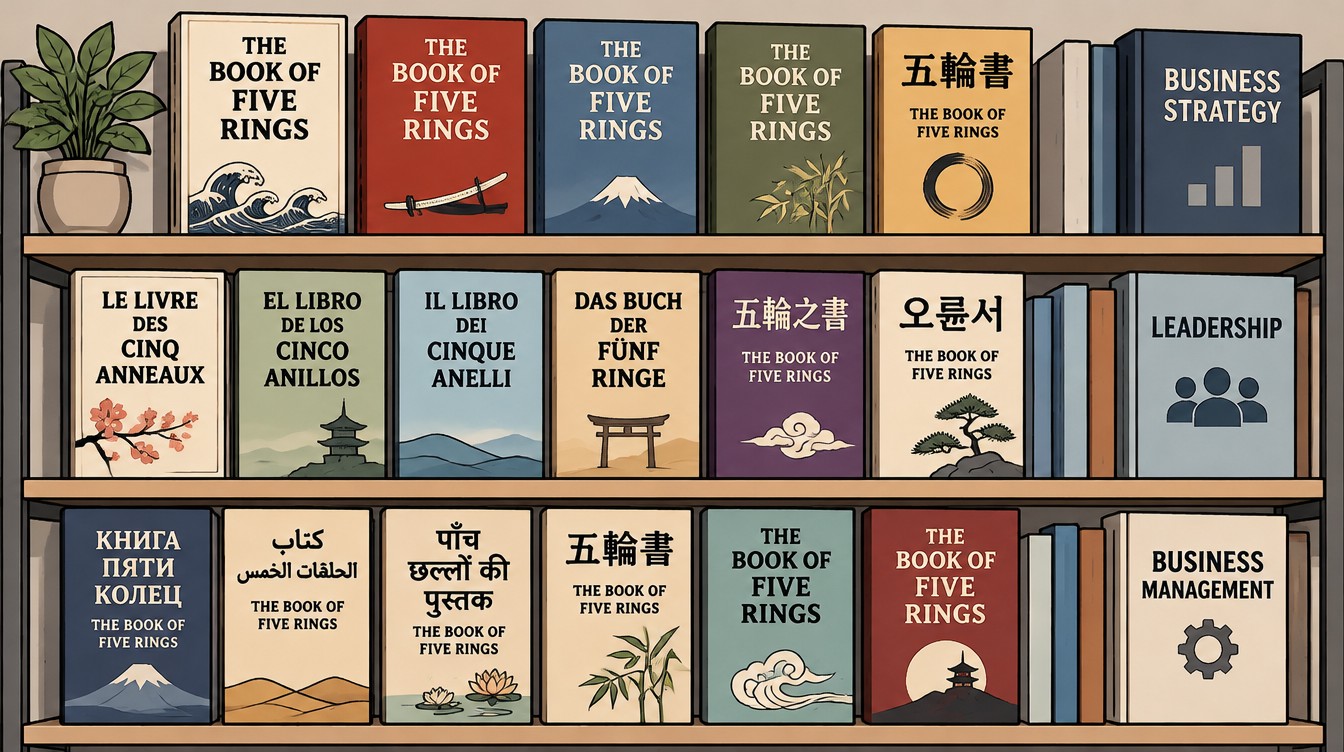 THE
BOOK OF
FIVE
RINGS
THE
BOOK OF
FIVE
RINGS
THE
BOOK OF
FIVE
RINGS
THE
BOOK OF
FIVE
RINGS
五輪書
THE BOOK OF
FIVE RINGS
BUSINESS
STRATEGY
LE LIVRE
DES
CINQ
ANNEAUX
EL LIBRO
DE LOS
CINCO
ANILLOS
IL LIBRO
DEI
CINQUE
ANELLI
DAS BUCH
DER
FÜNF
RINGE
五輪之書
THE BOOK OF
FIVE RINGS
오륜서
THE BOOK OF
FIVE RINGS
LEADERSHIP
КНИГА
ПЯТИ
КОЛЕЦ
THE BOOK OF
FIVE RINGS
كتاب
الحلقات الخمس
THE BOOK OF
FIVE RINGS
पाँच
छल्लों की
पुस्तक
THE BOOK OF
FIVE RINGS
五輪書
THE BOOK OF
FIVE RINGS
THE
BOOK OF
FIVE
RINGS
THE
BOOK OF
FIVE
RINGS
BUSINESS
MANAGEMENT